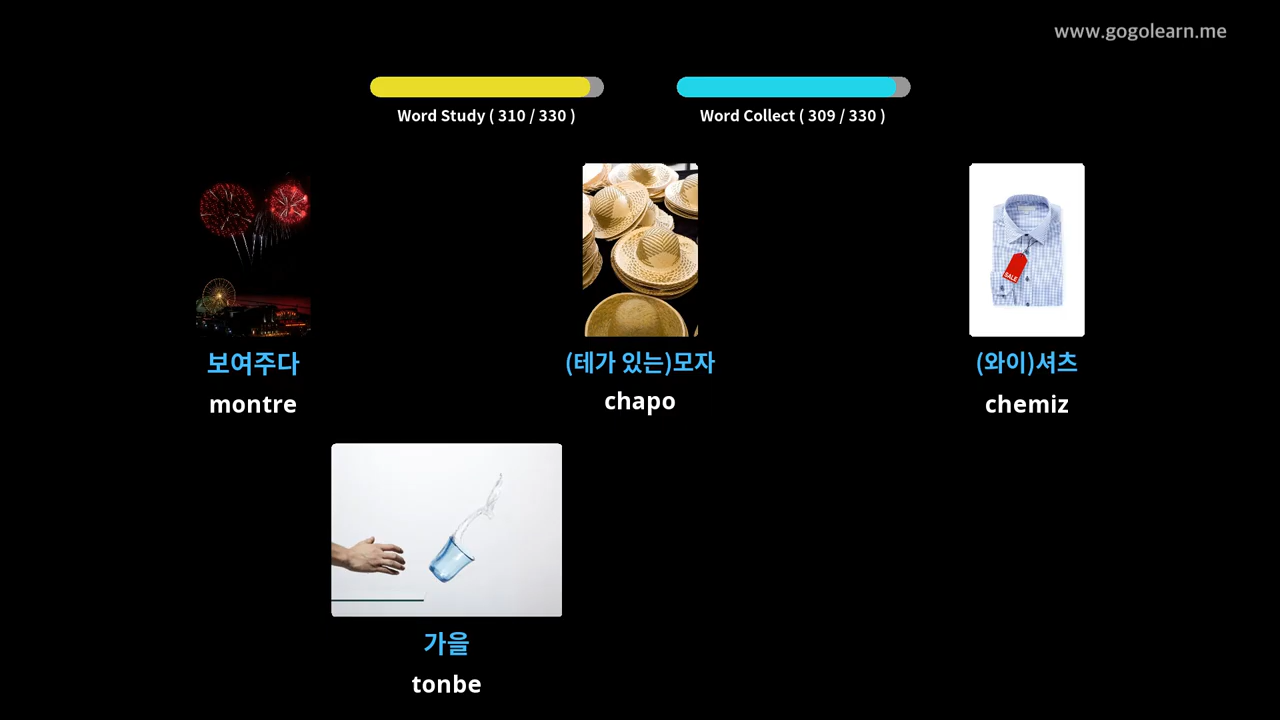 www.gogolearn.me
Word Study ( 310 / 330 )
Word Collect ( 309 / 330 )
보여주다
(테가 있는)모자
(와이)셔츠
montre
chapo
chemiz
SALE
가을
tonbe